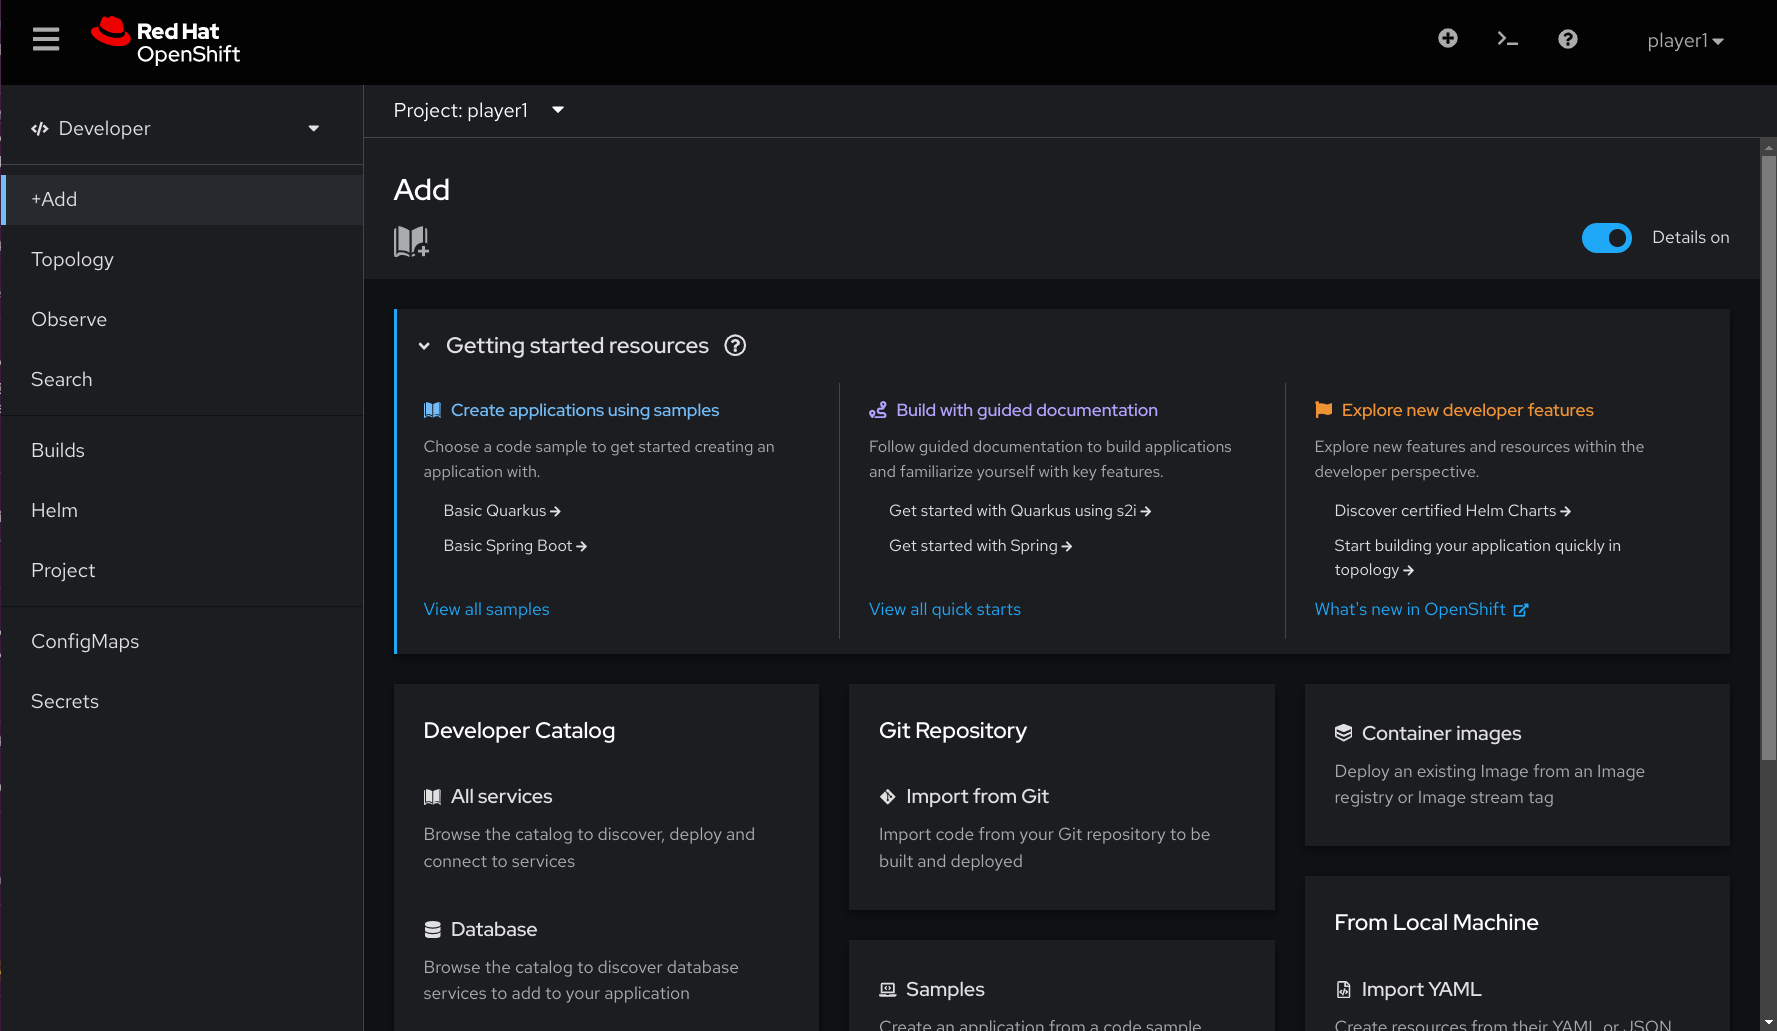 Red Hat
OpenShift
player1
Developer
Project: player1
+Add
Topology
Observe
Search
Builds
Helm
Project
ConfigMaps
Secrets
Add
Details on
Getting started resources
Create applications using samples
Choose a code sample to get started creating an
application with.
Basic Quarkus
Basic Spring Boot
View all samples
Build with guided documentation
Follow guided documentation to build applications
and familiarize yourself with key features.
Get started with Quarkus using s2i
Get started with Spring
View all quick starts
Explore new developer features
Explore new features and resources within the
developer perspective.
Discover certified Helm Charts
Start building your application quickly in
topology
What's new in OpenShift
Developer Catalog
All services
Browse the catalog to discover, deploy and
connect to services
Database
Browse the catalog to discover database
services to add to your application
Git Repository
Import from Git
Import code from your Git repository to be
built and deployed
Samples
Create an application from a code sample
Container images
Deploy an existing Image from an Image
registry or Image stream tag
From Local Machine
Import YAML
Create resources from their YAML or JSON